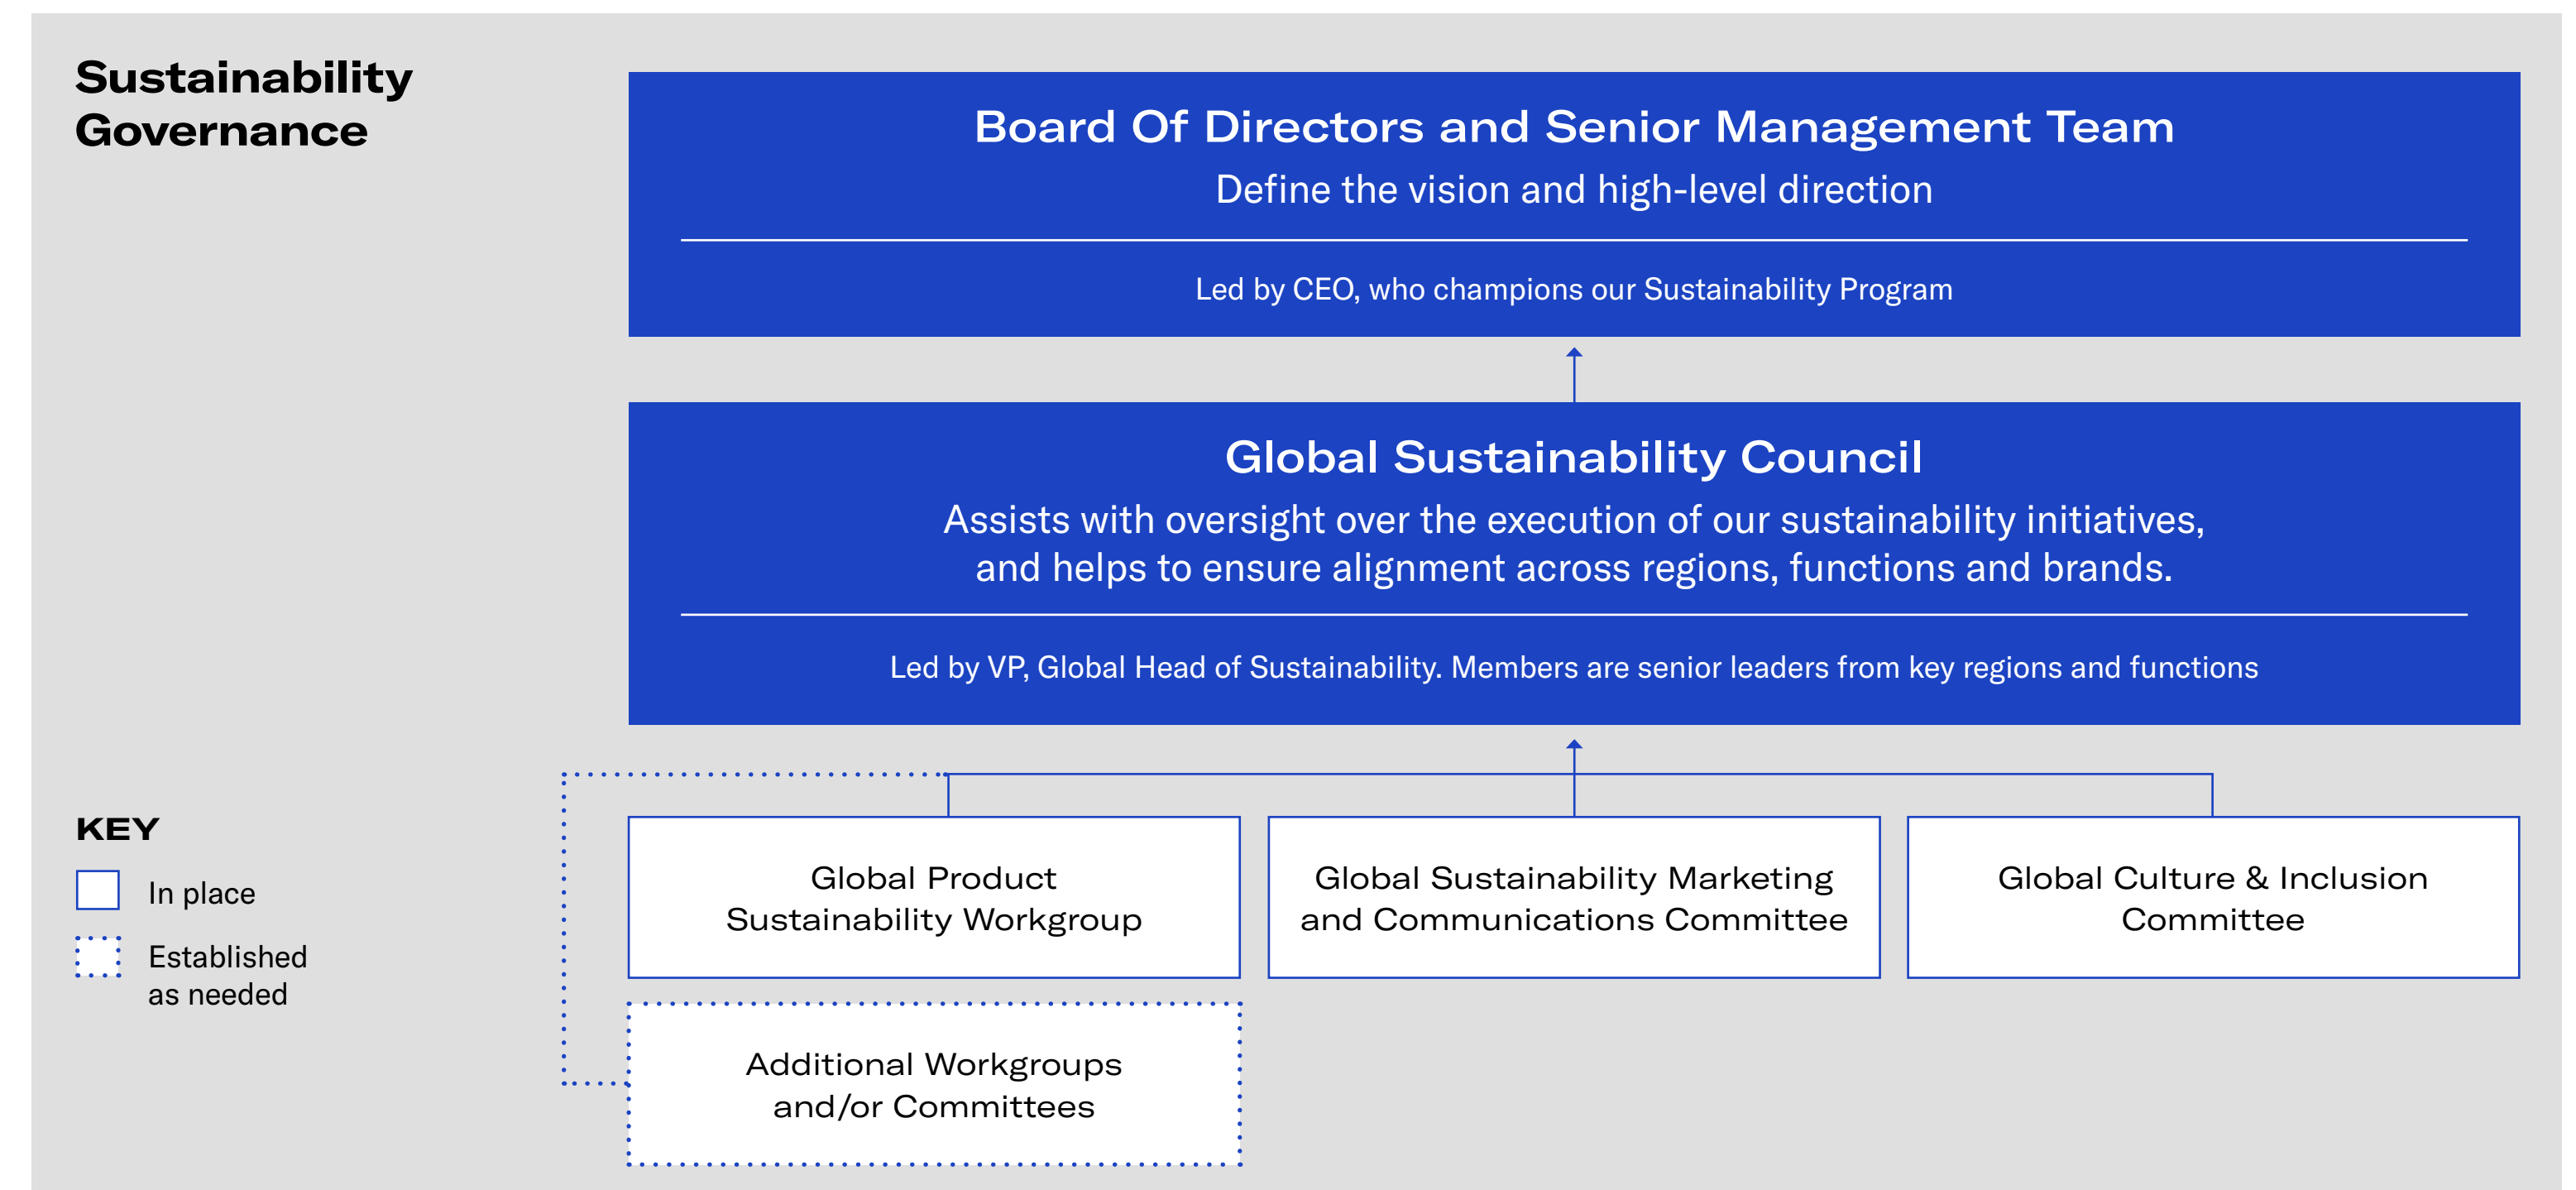 Sustainability
Governance
Board Of Directors and Senior Management Team
Define the vision and high-level direction
Led by CEO, who champions our Sustainability Program
Global Sustainability Council
Assists with oversight over the execution of our sustainability initiatives,
and helps to ensure alignment across regions, functions and brands.
Led by VP, Global Head of Sustainability. Members are senior leaders from key regions and functions
KEY
In place
Established
as needed
Global Product
Sustainability Workgroup
Global Sustainability Marketing
and Communications Committee
Global Culture & Inclusion
Committee
Additional Workgroups
and/or Committees